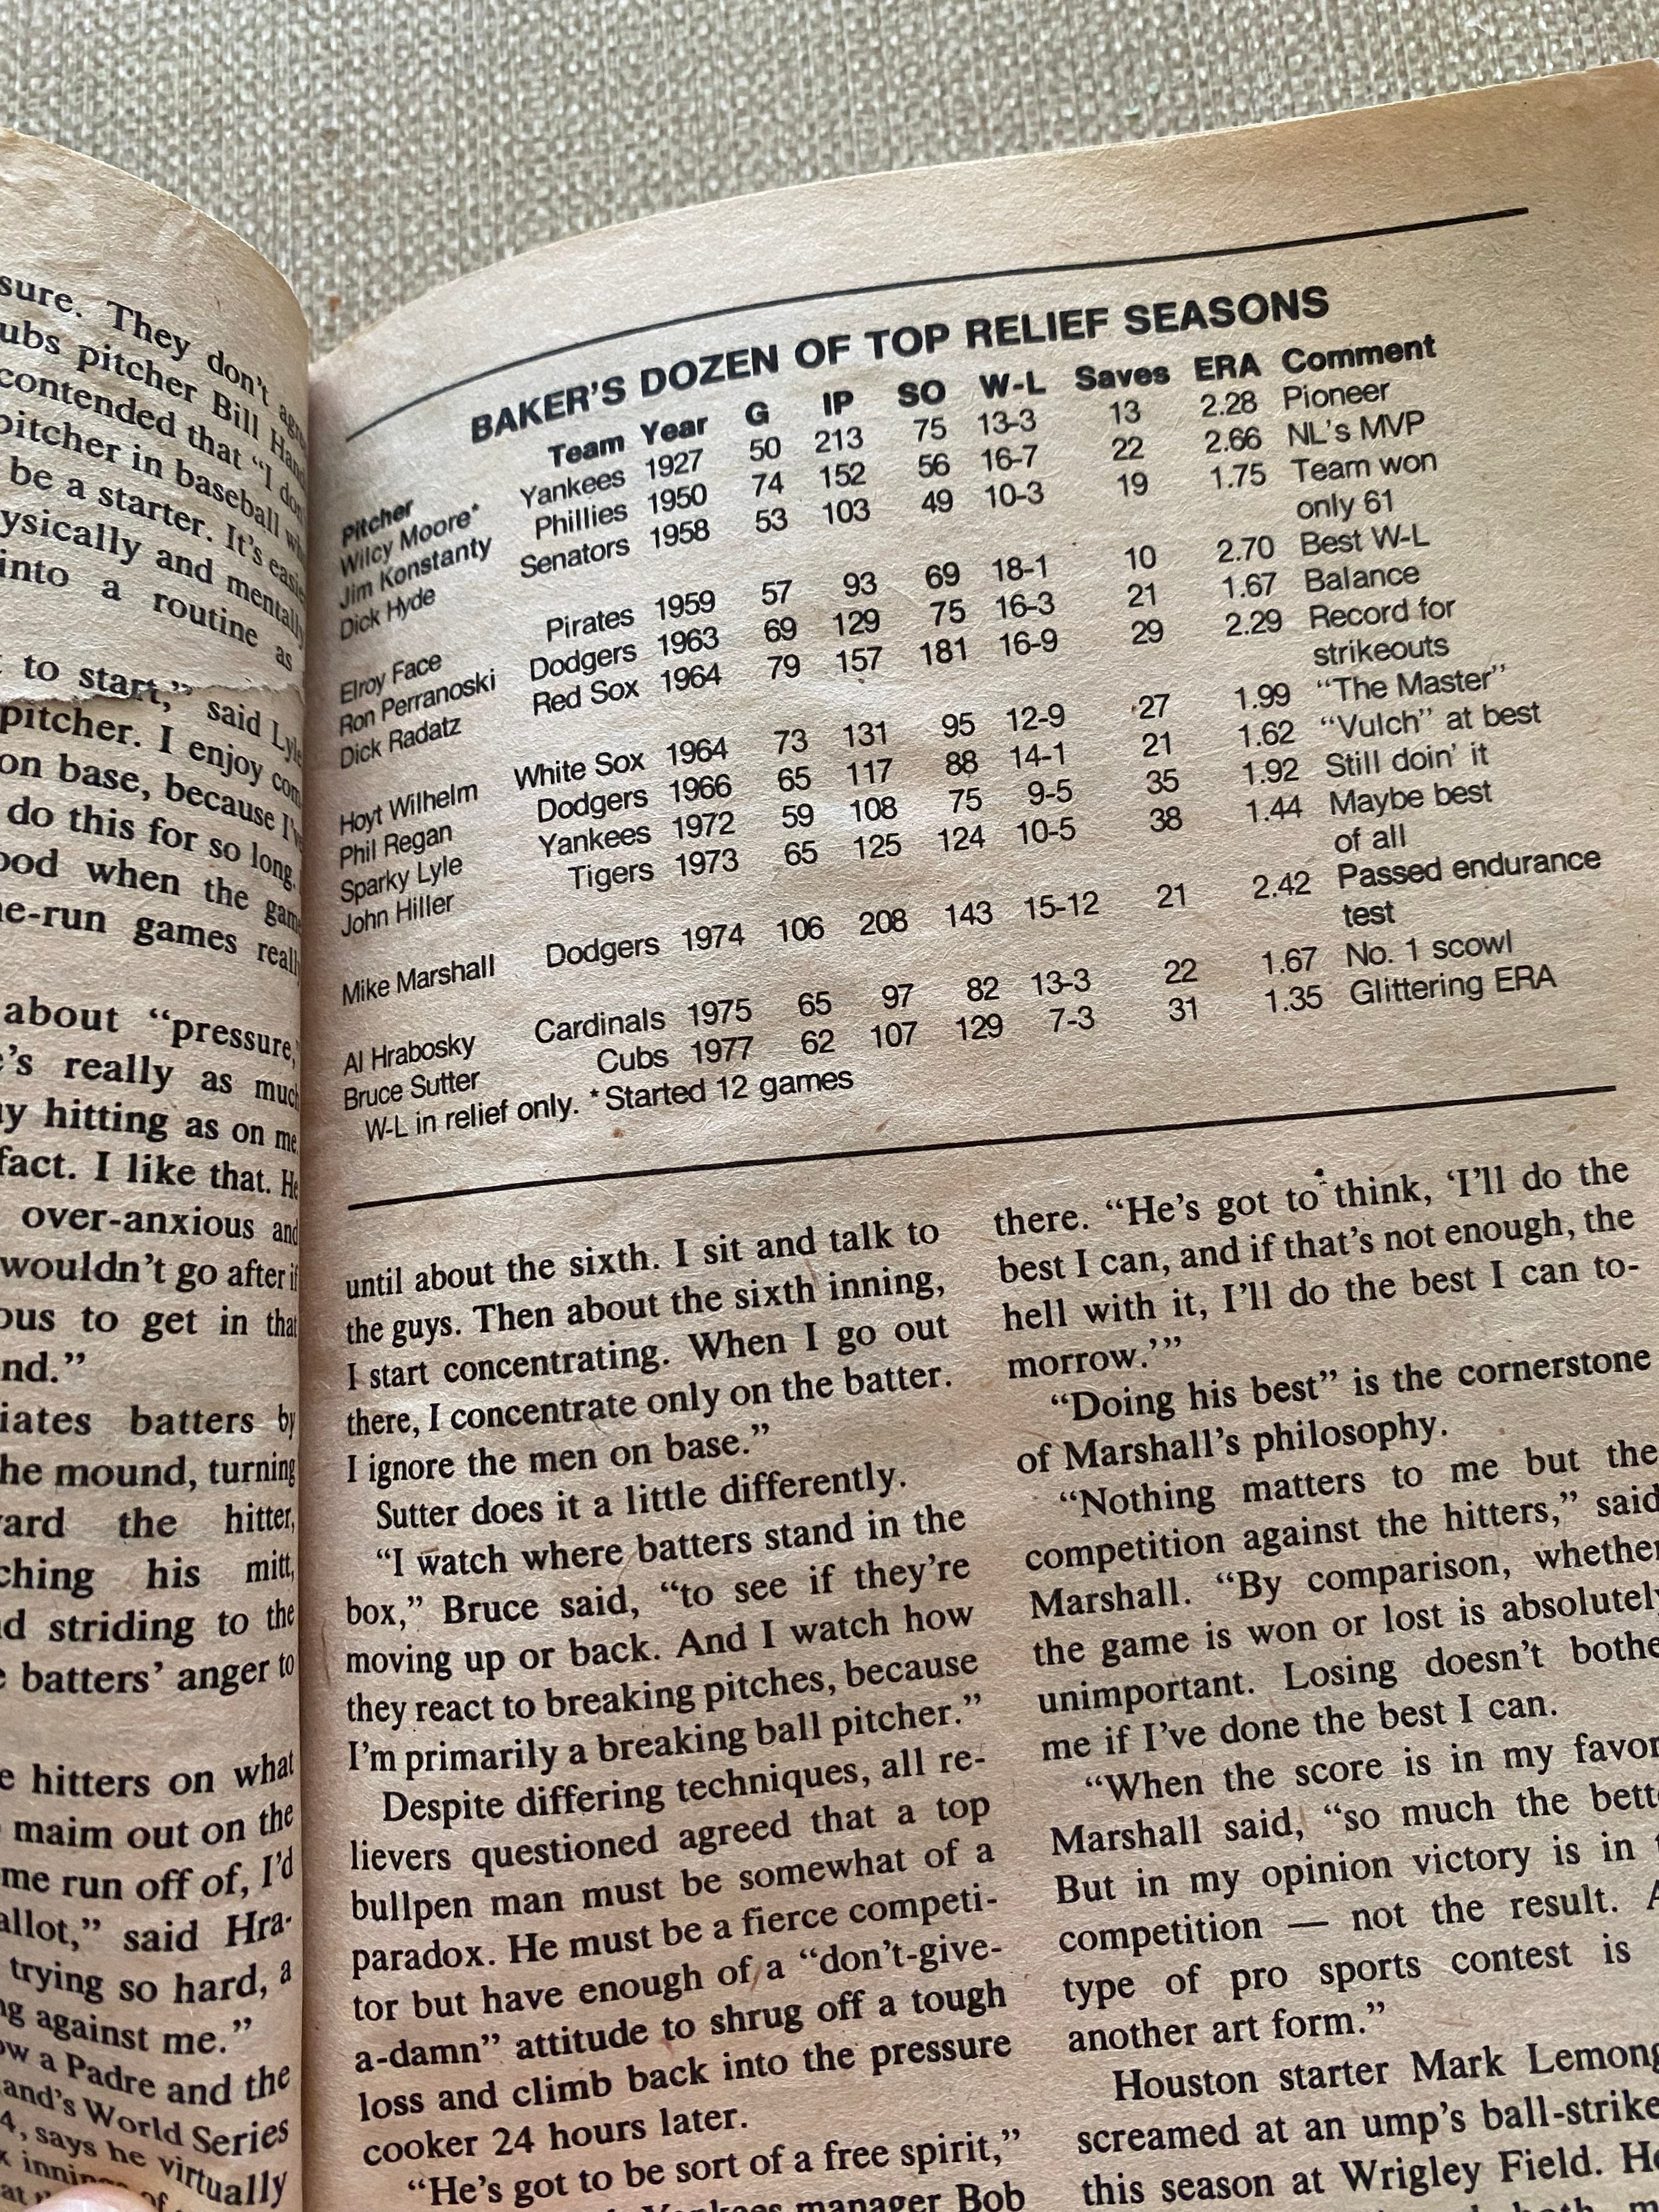 sure. They don't
ubs pitcher Bill
contended that "I
pitcher in baseball
be a starter. It's
ysically and mentally
into a routine as
to start," said
pitcher. I enjoy
on base, because I've
do this for so long.
ood when the game
ne-run games really
about "pressure,
e's really as much
y hitting as on me.
fact. I like that. He
over-anxious and
wouldn't go after if
ous to get in that
nd."
iates batters by
he mound, turning
ard the hitter,
ching his mitt,
d striding to the
e batters' anger to
e hitters on what
maim out on the
me run off of, I'd
allot," said Hra-
trying so hard, a
ng against me."
ow a Padre and the
and's World Series
4, says he virtually
BAKER'S DOZEN OF TOP RELIEF SEASONS
Pitcher Team Year G IP SO W-L Saves ERA Comment
Wilcy Moore* Yankees 1927 50 213 75 13-3 13 2.28 Pioneer
Jim Konstanty Phillies 1950 74 152 56 16-7 22 2.66 NL's MVP
Dick Hyde Senators 1958 53 103 49 10-3 19 1.75 Team won
only 61
Elroy Face Pirates 1959 57 93 69 18-1 10 2.70 Best W-L
Ron Perranoski Dodgers 1963 69 129 75 16-3 21 1.67 Balance
Dick Radatz Red Sox 1964 79 157 181 16-9 29 2.29 Record for
strikeouts
Hoyt Wilhelm White Sox 1964 73 131 95 12-9 27 1.99 "The Master"
Phil Regan Dodgers 1966 65 117 88 14-1 21 1.62 "Vulch" at best
Sparky Lyle Yankees 1972 59 108 75 9-5 35 1.92 Still doin' it
John Hiller Tigers 1973 65 125 124 10-5 38 1.44 Maybe best
of all
Mike Marshall Dodgers 1974 106 208 143 15-12 21 2.42 Passed endurance
test
Al Hrabosky Cardinals 1975 65 97 82 13-3 22 1.67 No. 1 scowl
Bruce Sutter Cubs 1977 62 107 129 7-3 31 1.35 Glittering ERA
W-L in relief only. *Started 12 games
until about the sixth. I sit and talk to
the guys. Then about the sixth inning,
I start concentrating. When I go out
there, I concentrate only on the batter.
I ignore the men on base."
Sutter does it a little differently.
"I watch where batters stand in the
box," Bruce said, "to see if they're
moving up or back. And I watch how
they react to breaking pitches, because
I'm primarily a breaking ball pitcher."
Despite differing techniques, all re-
lievers questioned agreed that a top
bullpen man must be somewhat of a
paradox. He must be a fierce competi-
tor but have enough of a "don't-give-
a-damn" attitude to shrug off a tough
loss and climb back into the pressure
cooker 24 hours later.
"He's got to be sort of a free spirit,"
Yankees manager Bob
there. "He's got to think, 'I'll do the
best I can, and if that's not enough, the
hell with it, I'll do the best I can to-
morrow.'"
"Doing his best" is the cornerstone
of Marshall's philosophy.
"Nothing matters to me but the
competition against the hitters," said
Marshall. "By comparison, whether
the game is won or lost is absolutely
unimportant. Losing doesn't bothe
me if I've done the best I can.
"When the score is in my favor
Marshall said, "so much the bett
But in my opinion victory is in
competition — not the result. A
type of pro sports contest is
another art form."
Houston starter Mark Lemong
screamed at an ump's ball-strike
this season at Wrigley Field. He